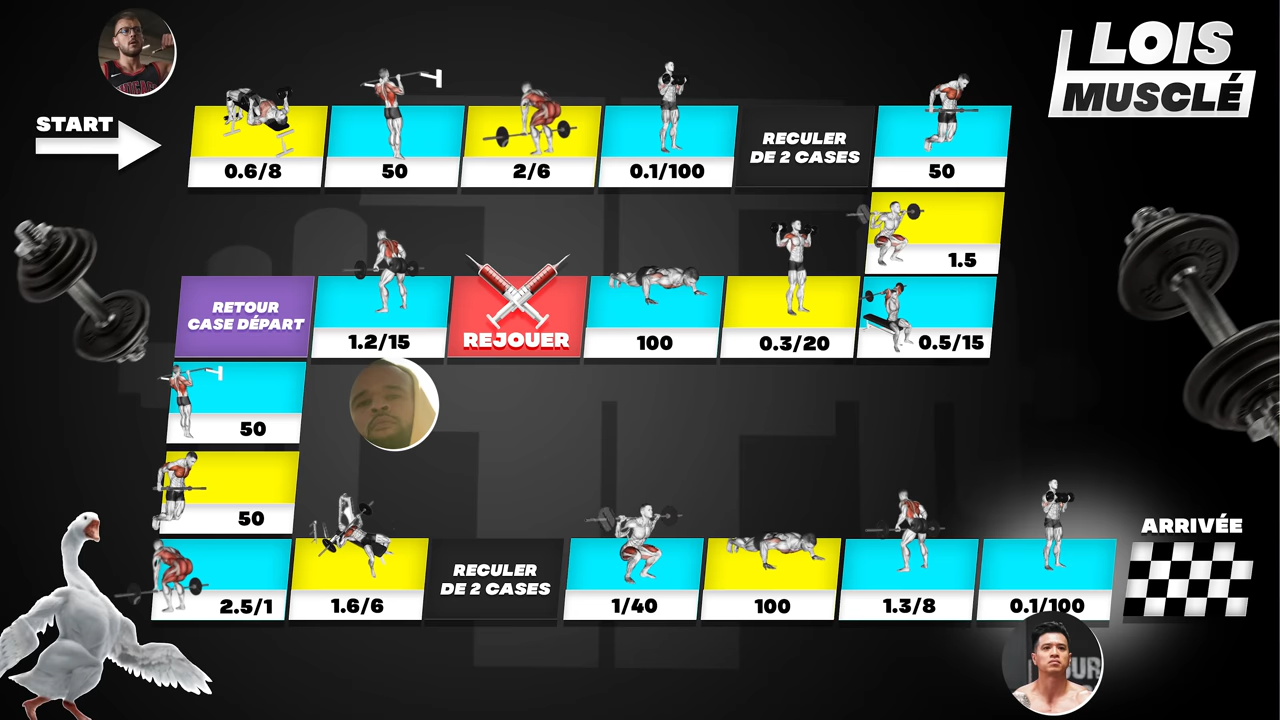 LOIS
MUSCLÉ
START
0.6/8
50
2/6
0.1/100
RECULER
DE 2 CASES
50
1.5
RETOUR
CASE DÉPART
1.2/15
REJOUER
100
0.3/20
0.5/15
50
50
2.5/1
1.6/6
RECULER
DE 2 CASES
1/40
100
1.3/8
0.1/100
ARRIVÉE